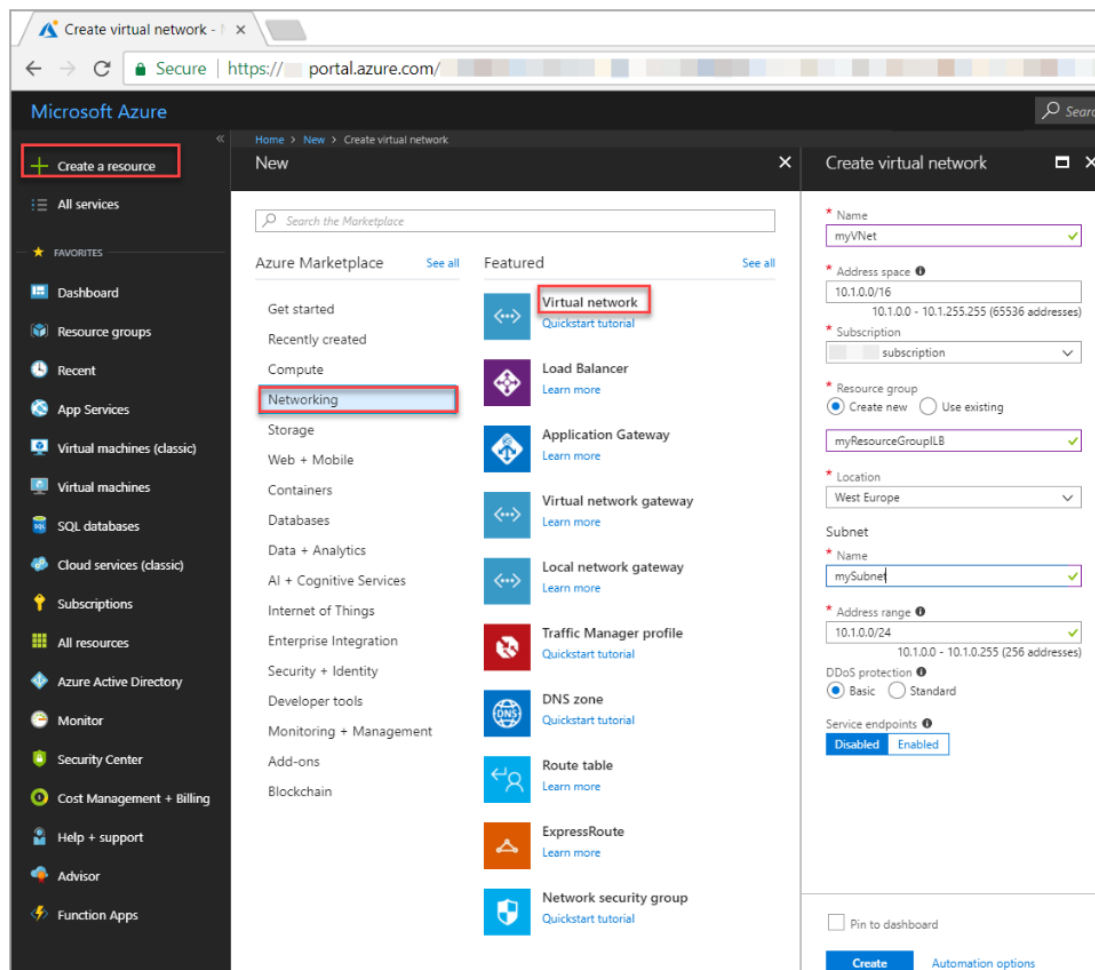 Create virtual network - M
Secure
https://
portal.azure.com/
Microsoft Azure
Sear
«
Create a resource
All services
FAVORITES
Dashboard
Resource groups
Recent
App Services
Virtual machines (classic)
Virtual machines
SQL databases
Cloud services (classic)
Subscriptions
All resources
Azure Active Directory
Monitor
Security Center
Cost Management + Billing
Help + support
Advisor
Function Apps
Home > New > Create virtual network
New
Search the Marketplace
Azure Marketplace
See all
Get started
Recently created
Compute
Networking
Storage
Web + Mobile
Containers
Databases
Data + Analytics
AI + Cognitive Services
Internet of Things
Enterprise Integration
Security + Identity
Developer tools
Monitoring + Management
Add-ons
Blockchain
Featured
See all
Virtual network
Quickstart tutorial
Load Balancer
Learn more
Application Gateway
Learn more
Virtual network gateway
Learn more
Local network gateway
Learn more
Traffic Manager profile
Quickstart tutorial
DNS
DNS zone
Quickstart tutorial
Route table
Learn more
ExpressRoute
Learn more
Network security group
Quickstart tutorial
Create virtual network
* Name
myVNet
* Address space
10.1.0.0/16
10.1.0.0 - 10.1.255.255 (65536 addresses)
* Subscription
subscription
* Resource group
Create new Use existing
myResourceGroupILB
* Location
West Europe
Subnet
* Name
mySubnet
* Address range
10.1.0.0/24
10.1.0.0 - 10.1.0.255 (256 addresses)
DDoS protection
Basic Standard
Service endpoints
Disabled Enabled
Pin to dashboard
Create Automation options